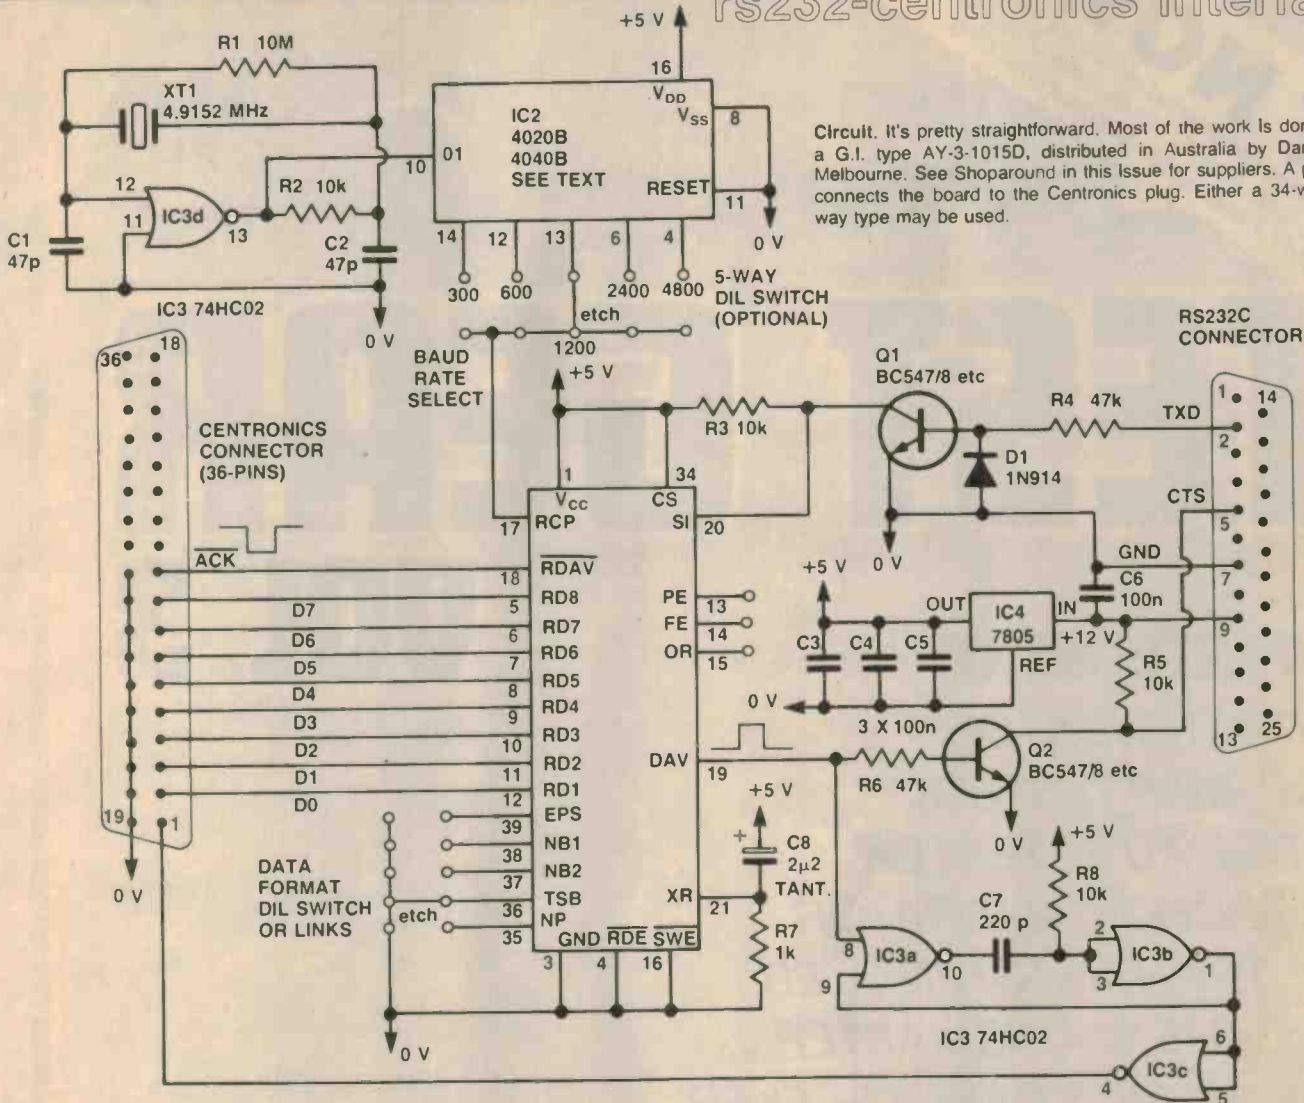 rs232-centronics
+5 V
R1 10M
XT1
4.9152 MHz
16
VDD
VSS
8
IC2
4020B
4040B
SEE TEXT
10
01
RESET
11
0 V
12
11
IC3d
13
R2 10k
C1
47p
C2
47p
IC3 74HC02
0 V
14
12
13
6
4
300
600
2400
4800
etch
1200
5-WAY
DIL SWITCH
(OPTIONAL)
BAUD
RATE
SELECT
Circuit. It's pretty straightforward. Most of the work is
a G.I. type AY-3-1015D, distributed in Australia by
Melbourne. See Shoparound in this Issue for suppliers. A
connects the board to the Centronics plug. Either a
way type may be used.
RS232C
CONNECTOR
36
18
CENTRONICS
CONNECTOR
(36-PINS)
ACK
D7
D6
D5
D4
D3
D2
D1
D0
19
1
0 V
+5 V
R3 10k
Q1
BC547/8 etc
R4 47k
TXD
D1
1N914
1
14
2
CTS
5
GND
7
9
13
25
0 V
1
34
VCC
CS
17
RCP
SI
20
18
RDAV
5
RD8
6
RD7
7
RD6
8
RD5
9
RD4
10
RD3
11
RD2
12
RD1
39
EPS
38
NB1
37
NB2
36
TSB
35
NP
PE
13
FE
14
OR
15
DAV
19
XR
21
GND
RDE
SWE
3
4
16
DATA
FORMAT
DIL SWITCH
OR LINKS
etch
0 V
+5 V
OUT
IC4
7805
IN
REF
+12 V
C6
100n
C3
C4
C5
3 X 100n
0 V
R5
10k
R6 47k
Q2
BC547/8 etc
0 V
+5 V
+
C8
2µ2
TANT.
R7
1k
+5 V
R8
10k
C7
220 p
8
9
IC3a
10
2
3
IC3b
1
IC3 74HC02
6
5
IC3c
4